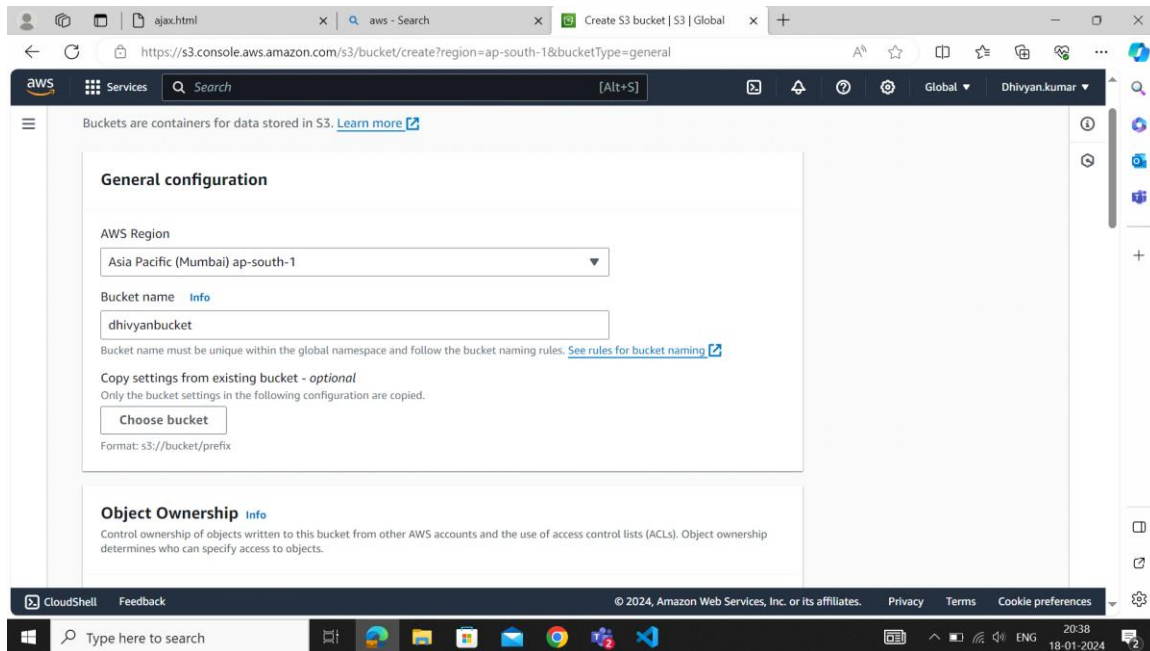 ajax.html
aws - Search
Create S3 bucket | S3 | Global
https://s3.console.aws.amazon.com/s3/bucket/create?region=ap-south-1&bucketType=general
aws
Services
Search
[Alt+S]
Global
Dhivyan.kumar
Buckets are containers for data stored in S3. Learn more
General configuration
AWS Region
Asia Pacific (Mumbai) ap-south-1
Bucket name Info
dhivyanbucket
Bucket name must be unique within the global namespace and follow the bucket naming rules. See rules for bucket naming
Copy settings from existing bucket - optional
Only the bucket settings in the following configuration are copied.
Choose bucket
Format: s3://bucket/prefix
Object Ownership Info
Control ownership of objects written to this bucket from other AWS accounts and the use of access control lists (ACLs). Object ownership
determines who can specify access to objects.
CloudShell
Feedback
© 2024, Amazon Web Services, Inc. or its affiliates.
Privacy
Terms
Cookie preferences
Type here to search
ENG
20:38
18-01-2024